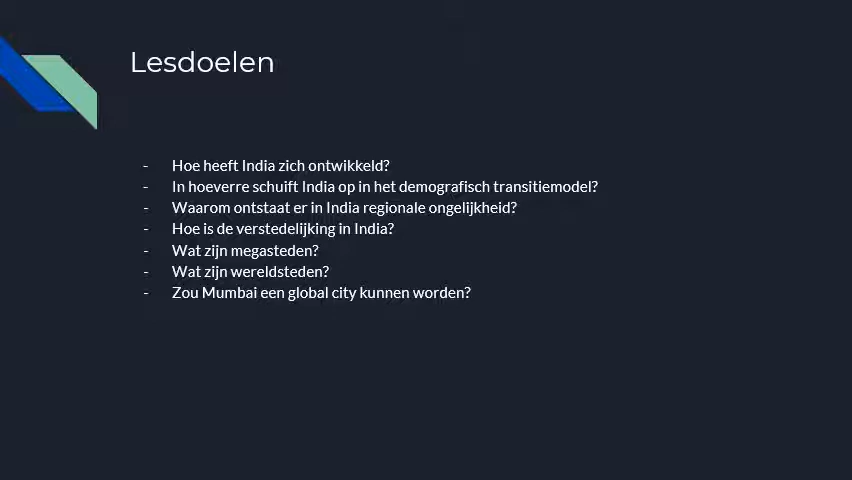 Lesdoelen
- Hoe heeft India zich ontwikkeld?
- In hoeverre schuift India op in het demografisch transitiemodel?
- Waarom ontstaat er in India regionale ongelijkheid?
- Hoe is de verstedelijking in India?
- Wat zijn megasteden?
- Wat zijn wereldsteden?
- Zou Mumbai een global city kunnen worden?